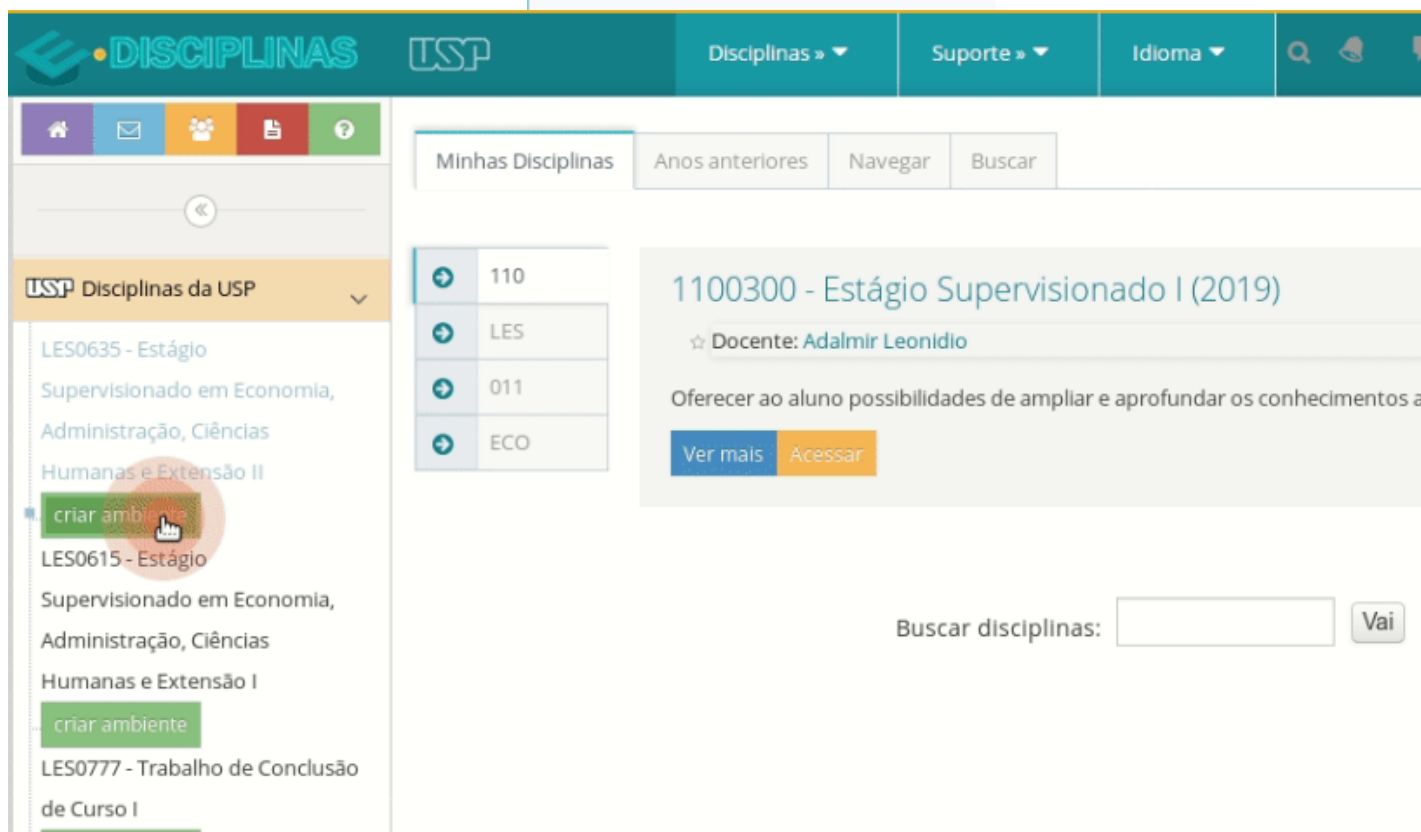 DISCIPLINAS
USP
Disciplinas »
Suporte »
Idioma
Minhas Disciplinas
Anos anteriores
Navegar
Buscar
USP Disciplinas da USP
LES0635 - Estágio
Supervisionado em Economia,
Administração, Ciências
Humanas e Extensão II
criar ambiente
LES0615 - Estágio
Supervisionado em Economia,
Administração, Ciências
Humanas e Extensão I
criar ambiente
LES0777 - Trabalho de Conclusão
de Curso I
110
LES
011
ECO
1100300 - Estágio Supervisionado I (2019)
Docente: Adalmir Leonidio
Oferecer ao aluno possibilidades de ampliar e aprofundar os conhecimentos a
Ver mais
Acessar
Buscar disciplinas:
Vai